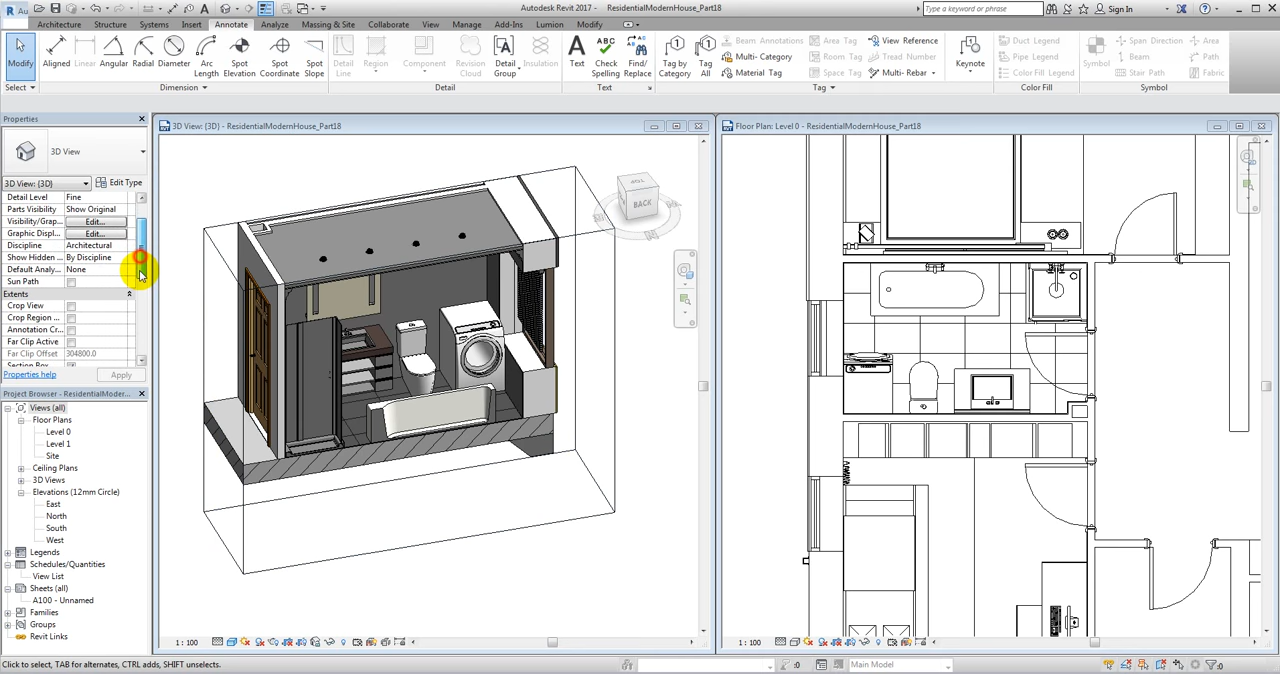 Autodesk Revit 2017 - ResidentialModernHouse_Part18
Type a keyword or phrase
Sign In
Architecture Structure Systems Insert Annotate Analyze Massing & Site Collaborate View Manage Add-Ins Lumion Modify
Modify
Aligned
Linear
Angular
Radial
Diameter
Arc Length
Spot Elevation
Spot Coordinate
Spot Slope
Detail Line
Region
Component
Revision Cloud
Detail Group
Insulation
Text
Check Spelling
Find/ Replace
Tag by Category
Tag All
Beam Annotations
Multi- Category
Material Tag
Area Tag
Room Tag
Space Tag
View Reference
Tread Number
Multi- Rebar
Keynote
Duct Legend
Pipe Legend
Color Fill Legend
Symbol
Span Direction
Beam
Stair Path
Area
Path
Fabric
Select
Dimension
Detail
Text
Tag
Color Fill
Symbol
Properties
3D View
3D View: {3D}
Edit Type
Detail Level Fine
Parts Visibility Show Original
Visibility/Grap... Edit...
Graphic Displ... Edit...
Discipline Architectural
Show Hidden ... By Discipline
Default Analy... None
Sun Path
Extents
Crop View
Crop Region ...
Annotation Cr...
Far Clip Active
Far Clip Offset 304800.0
Section Box
Properties help
Apply
Project Browser - ResidentialModer...
Views (all)
Floor Plans
Level 0
Level 1
Site
Ceiling Plans
3D Views
Elevations (12mm Circle)
East
North
South
West
Legends
Schedules/Quantities
View List
Sheets (all)
A100 - Unnamed
Families
Groups
Revit Links
3D View: {3D} - ResidentialModernHouse_Part18
BACK
1 : 100
Floor Plan: Level 0 - ResidentialModernHouse_Part18
1 : 100
Click to select, TAB for alternates, CTRL adds, SHIFT unselects.
:0
Main Model
:0